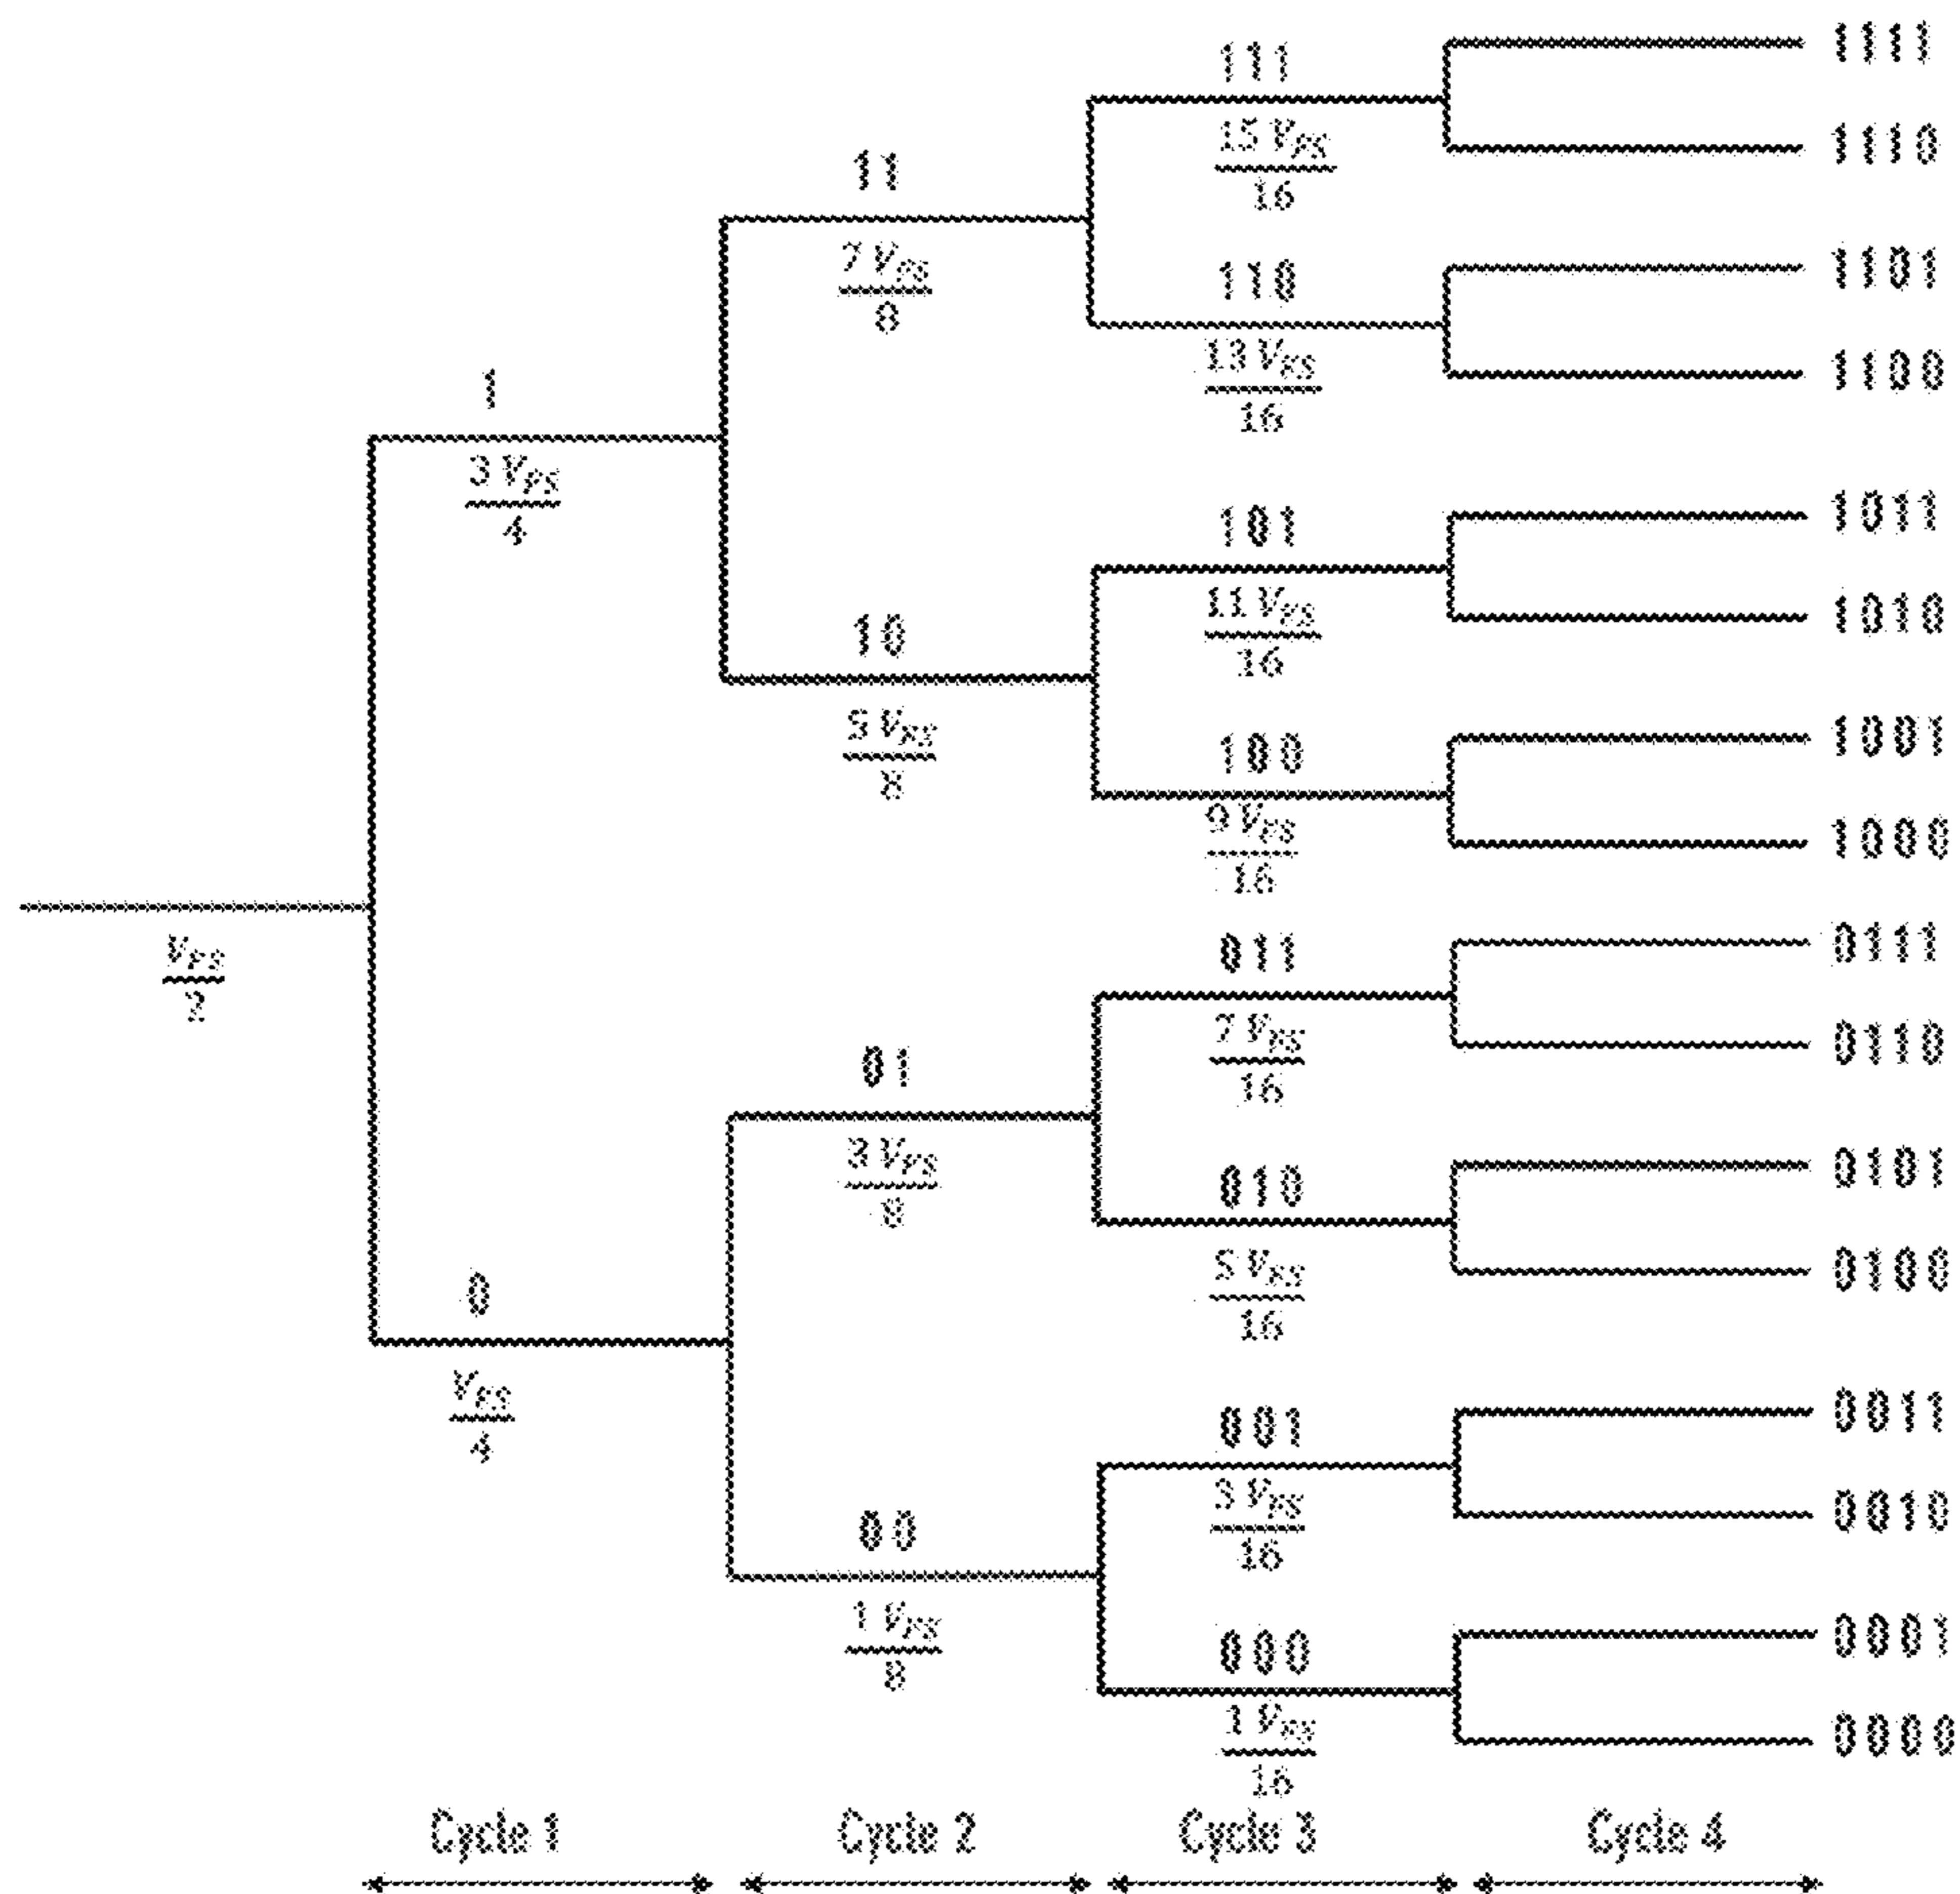 1111
111
15 V_FS
16
1110
11
7 V_FS
8
1101
110
13 V_FS
16
1100
1
3 V_FS
4
1011
101
11 V_FS
16
1010
10
5 V_FS
8
1001
100
9 V_FS
16
1000
V_FS
2
0111
011
7 V_FS
16
0110
01
3 V_FS
8
0101
010
5 V_FS
16
0100
0
V_FS
4
0011
001
3 V_FS
16
0010
00
1 V_FS
8
0001
000
1 V_FS
16
0000
Cycle 1 Cycle 2 Cycle 3 Cycle 4